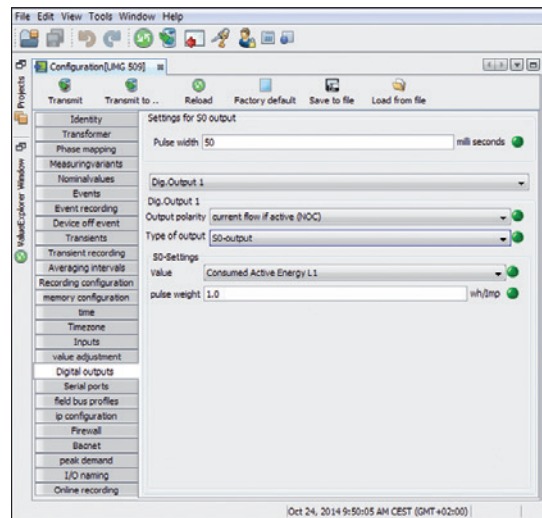 File Edit View Tools Window Help
Projects
ValueExplorer Window
Configuration[UMG 509]
Transmit
Transmit to ..
Reload
Factory default
Save to file
Load from file
Identity
Transformer
Phase mapping
Measuringvariants
Nominalvalues
Events
Event recording
Device off event
Transients
Transient recording
Averaging intervals
Recording configuration
memory configuration
time
Timezone
Inputs
value adjustment
Digital outputs
Serial ports
field bus profiles
ip configuration
Firewall
Bacnet
peak demand
I/O naming
Online recording
Settings for S0 output
Pulse width 50 milli seconds
Dig.Output 1
Dig.Output 1
Output polarity current flow if active (NOC)
Type of output S0-output
S0-Settings
Value Consumed Active Energy L1
pulse weight 1.0 wh/Imp
Oct 24, 2014 9:50:05 AM CEST (GMT+02:00)